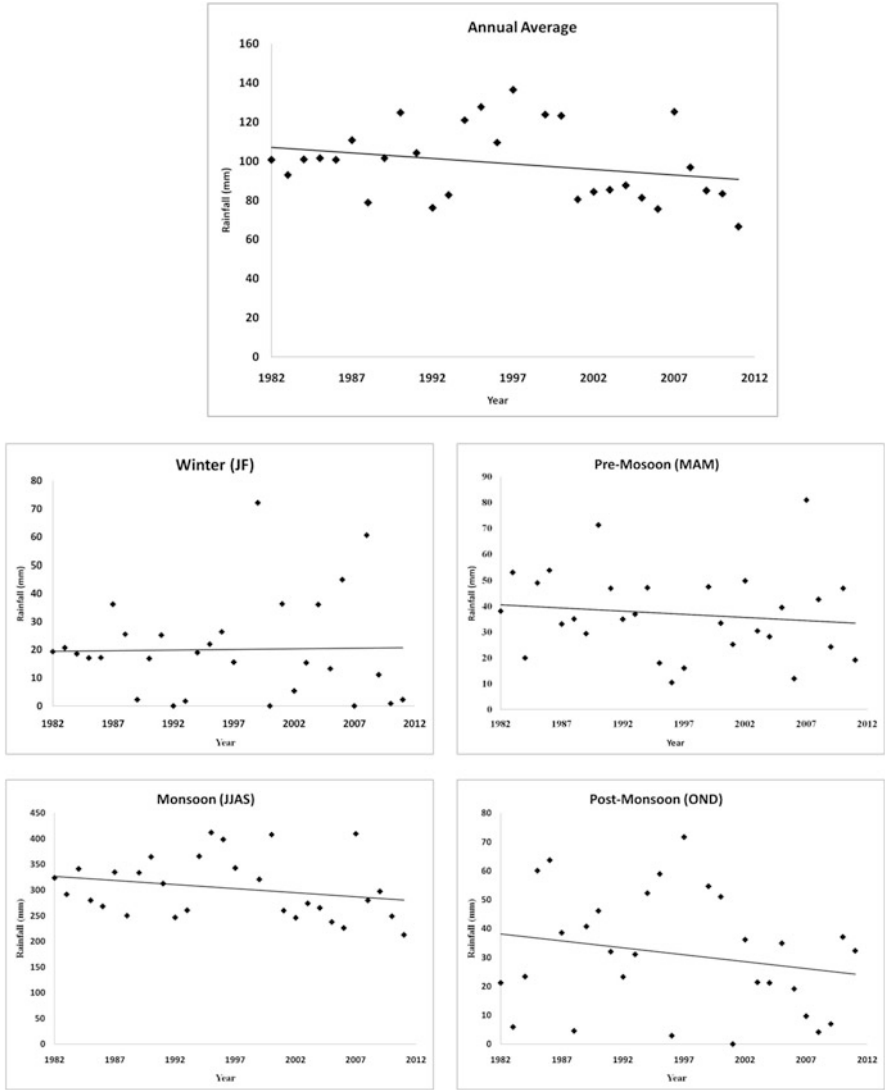 Annual Average
160
140
120
100
80
60
40
20
0
Rainfall (mm)
1982 1987 1992 1997 2002 2007 2012
Year
Winter (JF)
80
70
60
50
40
30
20
10
0
Rainfall (mm)
1982 1987 1992 1997 2002 2007 2012
Year
Pre-Mosoon (MAM)
90
80
70
60
50
40
30
20
10
0
Rainfall (mm)
1982 1987 1992 1997 2002 2007 2012
Year
Monsoon (JJAS)
450
400
350
300
250
200
150
100
50
0
Rainfall (mm)
1982 1987 1992 1997 2002 2007 2012
Year
Post-Monsoon (OND)
80
70
60
50
40
30
20
10
0
Rainfall (mm)
1982 1987 1992 1997 2002 2007 2012
Year